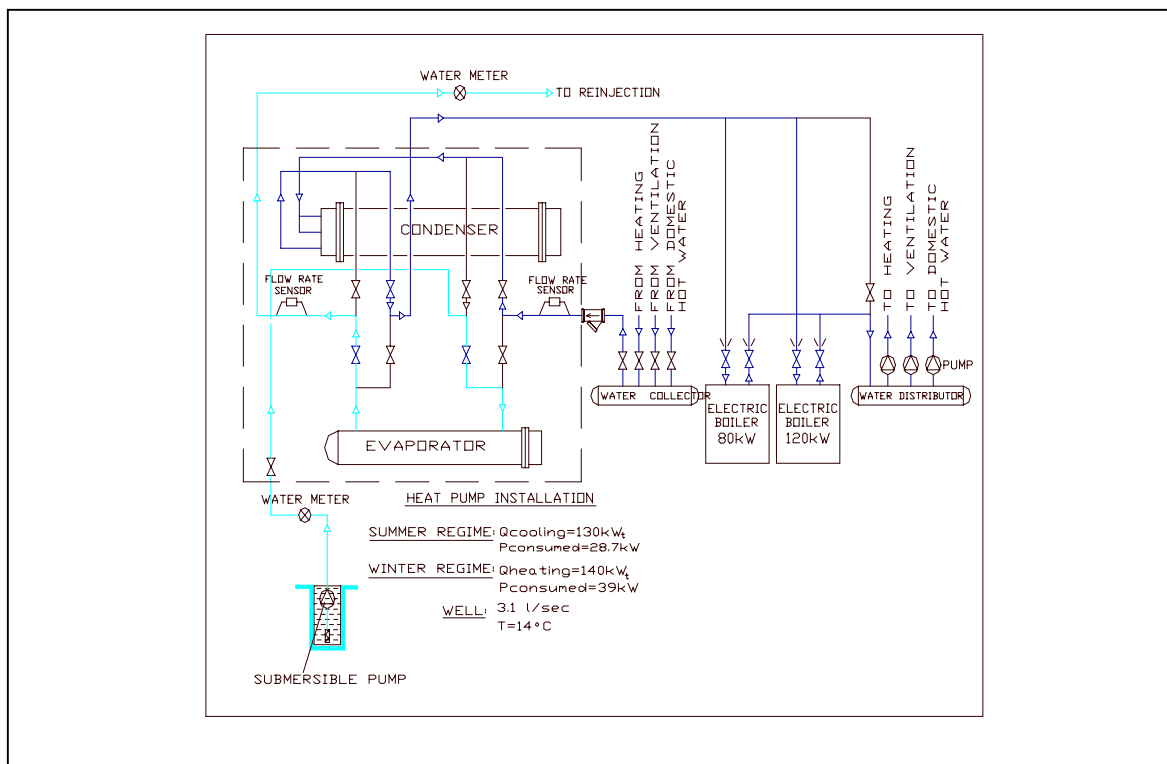 WATER METER
TO REINJECTION
CONDENSER
FLOW RATE
SENSOR
FLOW RATE
SENSOR
FROM HEATING
FROM VENTILATION
FROM DOMESTIC
HOT WATER
TO HEATING
TO VENTILATION
TO DOMESTIC
HOT WATER
PUMP
WATER COLLECTOR
ELECTRIC
BOILER
80kW
ELECTRIC
BOILER
120kW
WATER DISTRIBUTOR
EVAPORATOR
HEAT PUMP INSTALLATION
WATER METER
SUMMER REGIME: Qcooling=130kWt
Pconsumed=28.7kW
WINTER REGIME: Qheating=140kWt
Pconsumed=39kW
WELL: 3.1 l/sec
T=14°C
SUBMERSIBLE PUMP